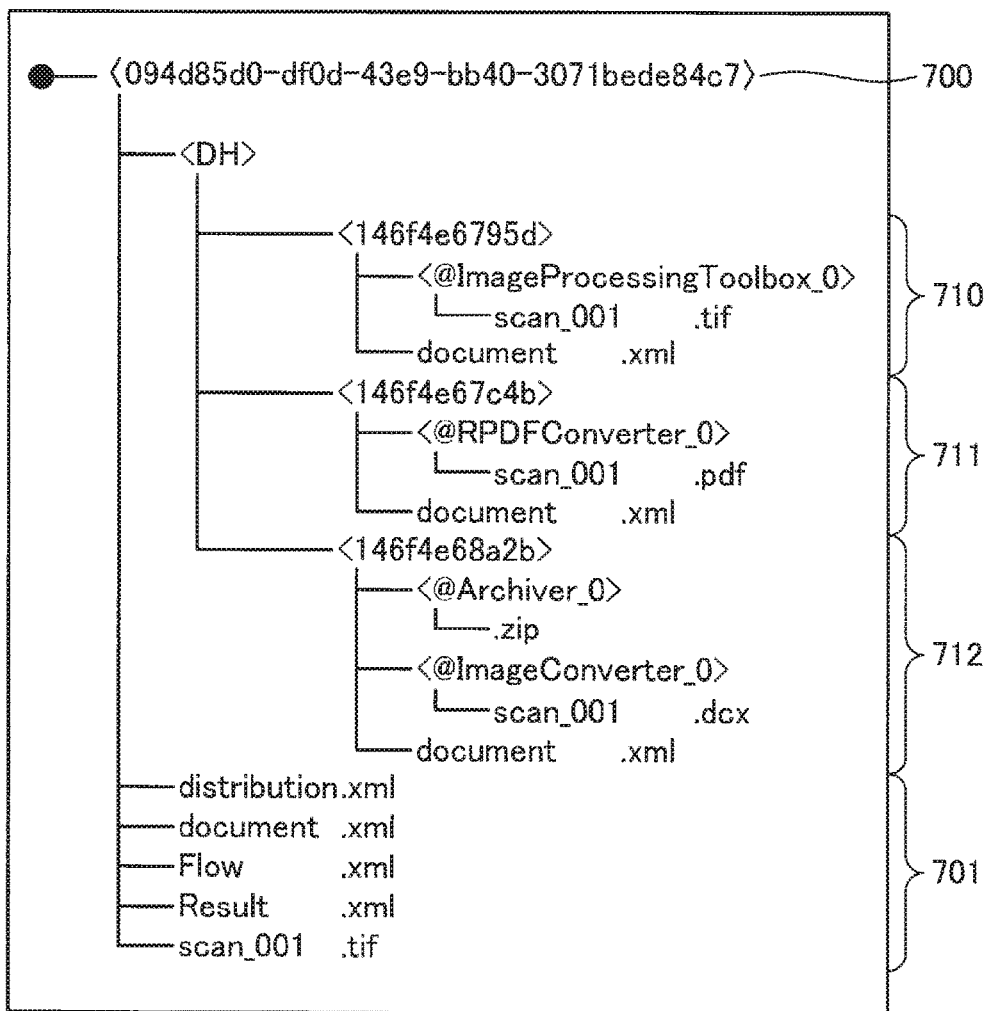 <094d85d0-df0d-43e9-bb40-3071bede84c7> 700
<DH>
<146f4e6795d>
<@ImageProcessingToolbox_0>
scan_001 .tif
document .xml
710
<146f4e67c4b>
<@RPDFConverter_0>
scan_001 .pdf
document .xml
711
<146f4e68a2b>
<@Archiver_0>
.zip
<@ImageConverter_0>
scan_001 .dcx
document .xml
712
distribution.xml
document .xml
Flow .xml
Result .xml
scan_001 .tif
701